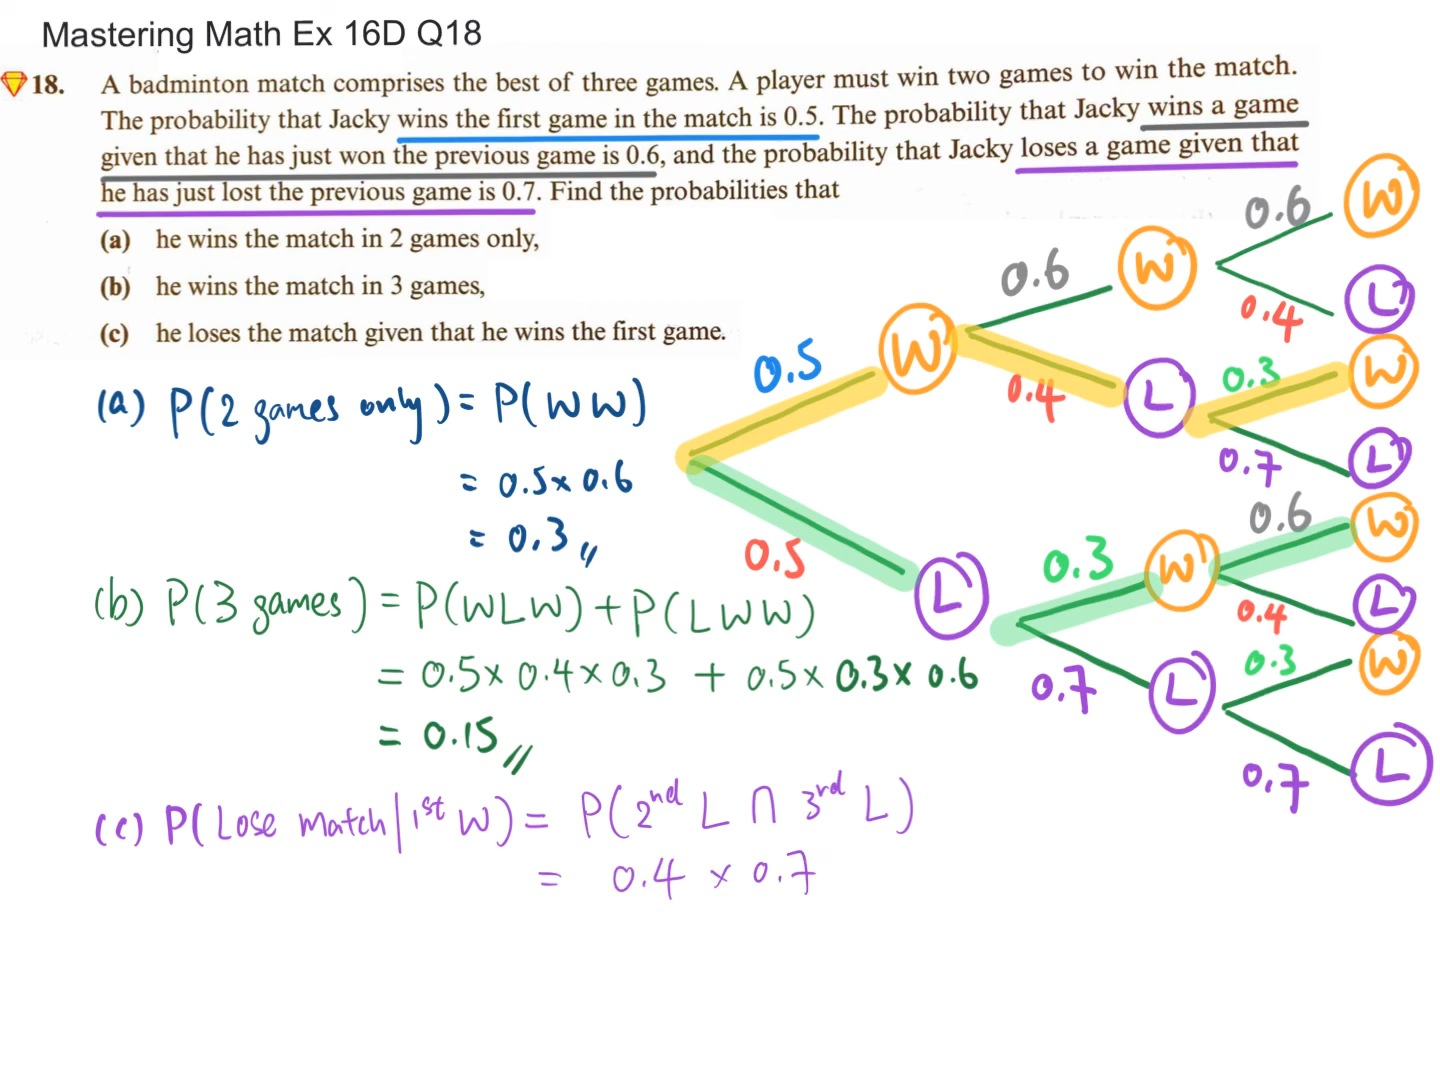 Mastering Math Ex 16D Q18
18. A badminton match comprises the best of three games. A player must win two games to win the match.
The probability that Jacky wins the first game in the match is 0.5. The probability that Jacky wins a game
given that he has just won the previous game is 0.6, and the probability that Jacky loses a game given that
he has just lost the previous game is 0.7. Find the probabilities that
(a) he wins the match in 2 games only,
(b) he wins the match in 3 games,
(c) he loses the match given that he wins the first game.
(a) P(2 games only) = P(WW)
= 0.5 × 0.6
= 0.3 //
(b) P(3 games) = P(WLW) + P(LWW)
= 0.5 × 0.4 × 0.3 + 0.5 × 0.3 × 0.6
= 0.15 //
(c) P(Lose match | 1st W) = P(2nd L ∩ 3rd L)
= 0.4 × 0.7
0.5
W
0.6
W
0.6
W
0.4
L
0.4
L
0.3
W
0.7
L
0.5
L
0.3
W
0.6
W
0.4
L
0.7
L
0.3
W
0.7
L